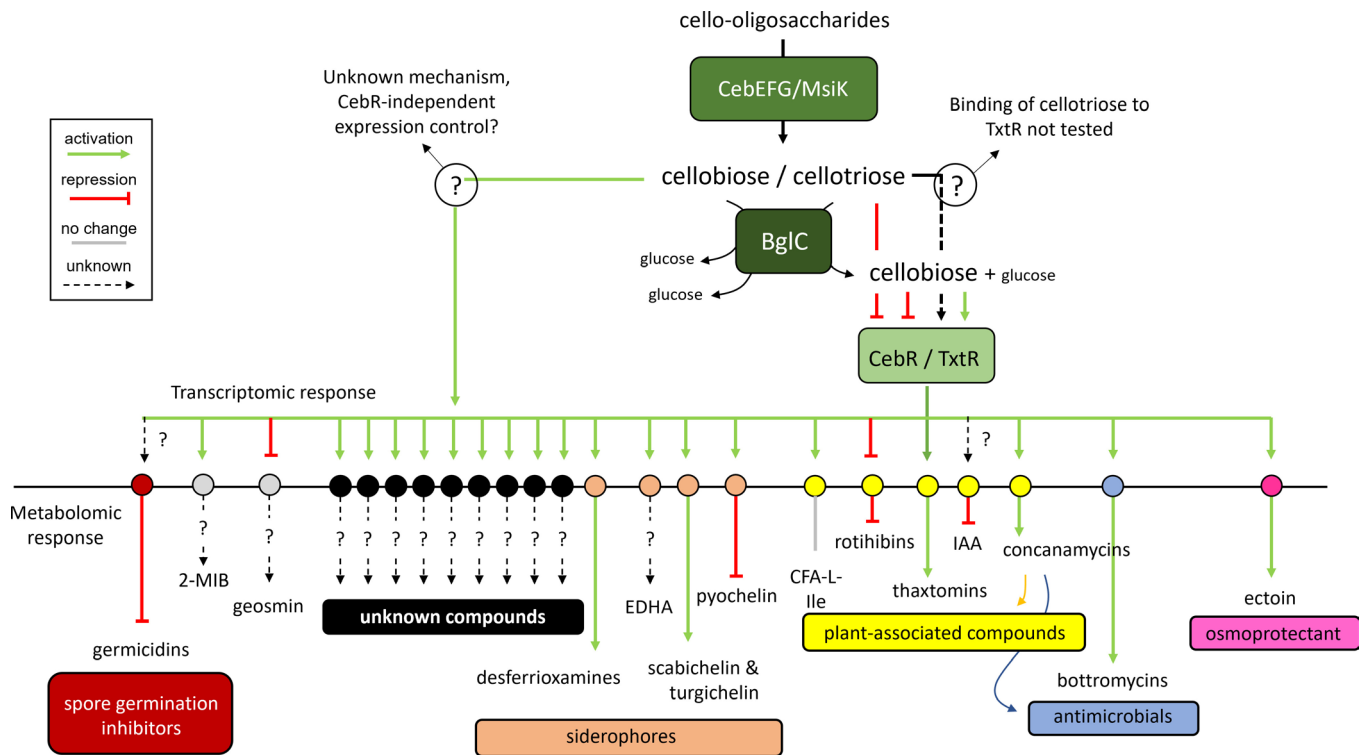 cello-oligosaccharides
Unknown mechanism,
CebR-independent
expression control?
CebEFG/MsiK
Binding of cellotriose to
TxtR not tested
activation
repression
no change
unknown
?
cellobiose / cellotriose
?
BglC
glucose
glucose
cellobiose + glucose
CebR / TxtR
Transcriptomic response
?
?
Metabolomic
response
?
?
?
?
?
?
?
?
?
?
?
?
2-MIB
geosmin
unknown compounds
EDHA
pyochelin
CFA-L-
Ile
rotihibins
thaxtomins
IAA
concanamycins
plant-associated compounds
ectoin
osmoprotectant
germicidins
spore germination
inhibitors
desferrioxamines
scabichelin &
turgichelin
siderophores
bottromycins
antimicrobials